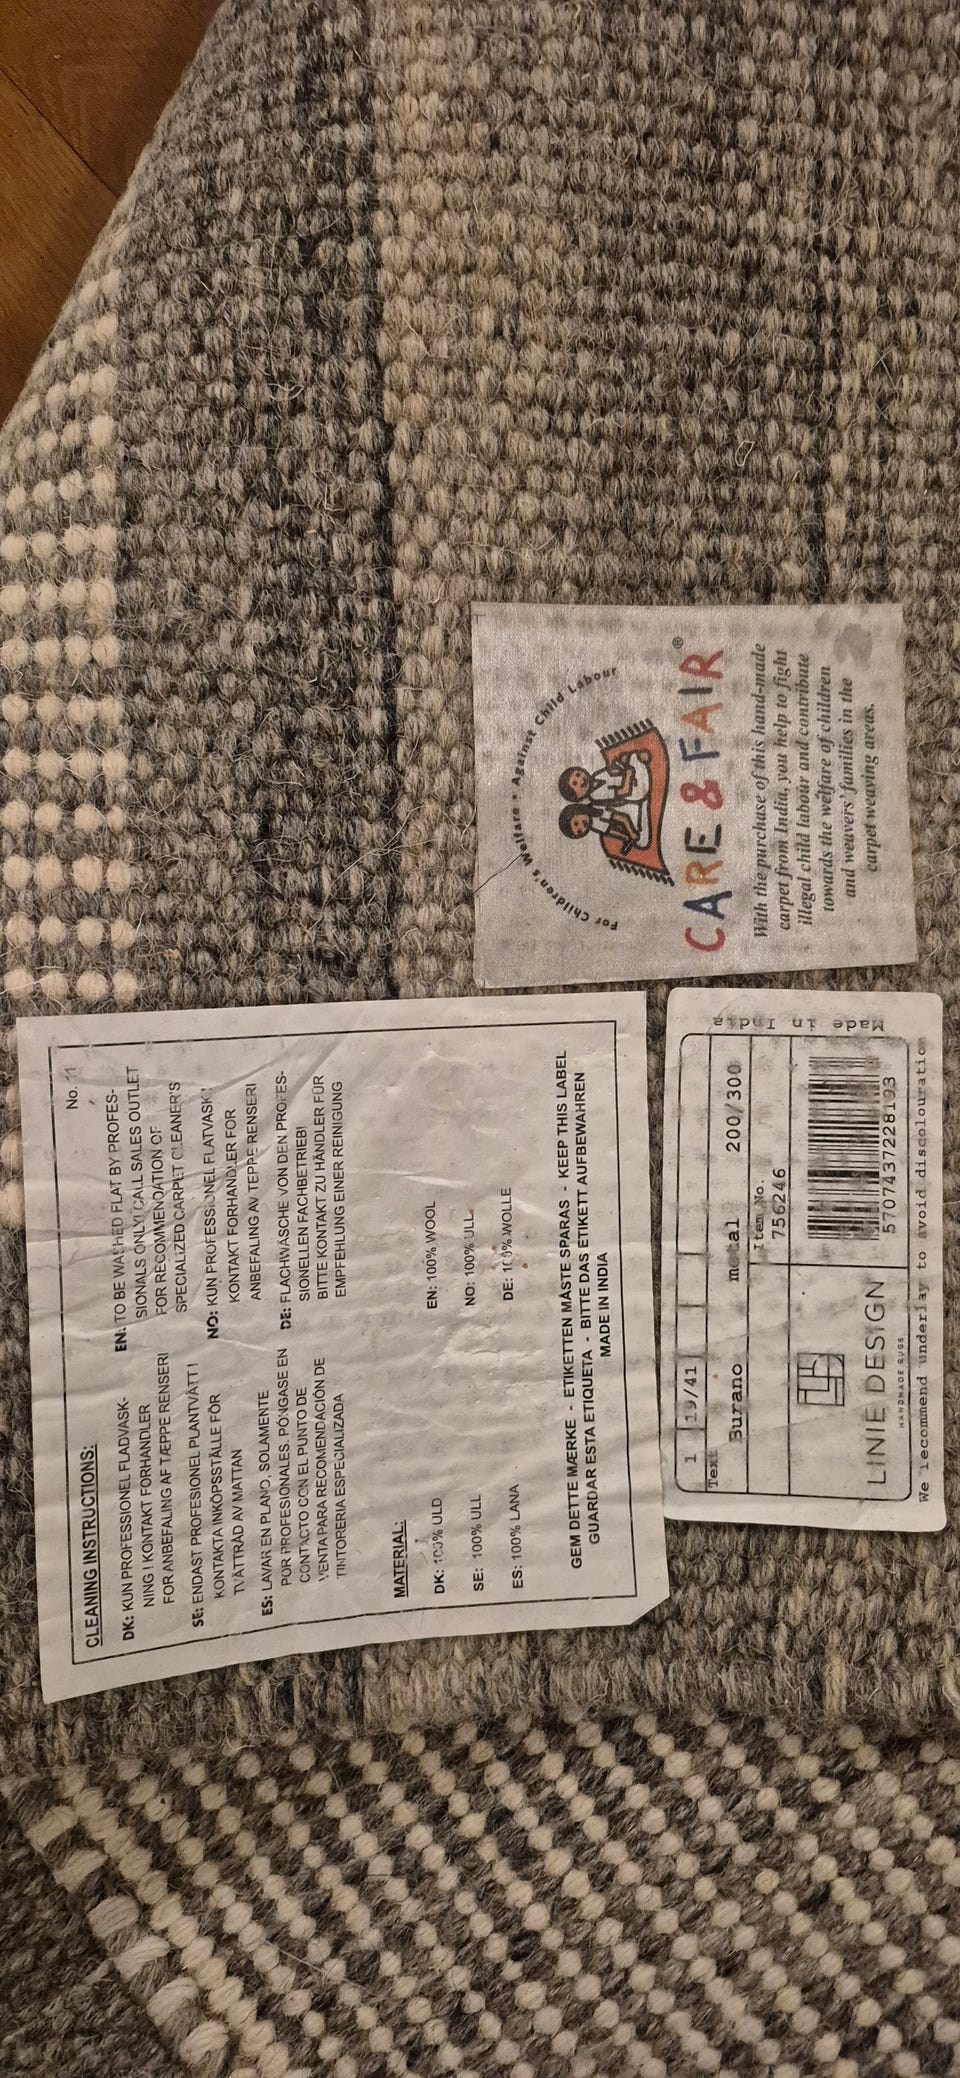 CLEANING INSTRUCTIONS:
No. 11
DK: KUN PROFESSIONEL FLADVASK-
NING! KONTAKT FORHANDLER
FOR ANBEFALING AF TÆPPE RENSERI
SE: ENDAST PROFESIONEL PLANTVÄTT !
KONTAKTA INKÖPSSTÄLLE FÖR
TVÄTTRÅD AV MATTAN
ES: LAVAR EN PLANO, SOLAMENTE
POR PROFESIONALES. PÓNGASE EN
CONTACTO CON EL PUNTO DE
VENTA PARA RECOMENDACIÓN DE
TINTORERIA ESPECIALIZADA
EN: TO BE WASHED FLAT BY PROFES-
SIONALS ONLY! CALL SALES OUTLET
FOR RECOMMENDATION OF
SPECIALIZED CARPET CLEANER'S
NO: KUN PROFESSIONEL FLATVASK!
KONTAKT FORHANDLER FOR
ANBEFALING AV TEPPE RENSERI
DE: FLACHWÄSCHE VON DEN PROFES-
SIONELLEN FACHBETRIEB!
BITTE KONTAKT ZU HÄNDLER FÜR
EMPFEHLUNG EINER REINIGUNG
MATERIAL:
DK: 100% ULD
SE: 100% ULL
ES: 100% LANA
EN: 100% WOOL
NO: 100% ULL
DE: 100% WOLLE
GEM DETTE MÆRKE - ETIKETTEN MÅSTE SPARAS - KEEP THIS LABEL
GUARDAR ESTA ETIQUETA - BITTE DAS ETIKETT AUFBEWAHREN
MADE IN INDIA
For Children's Welfare • Against Child Labour
CARE & FAIR ®
With the purchase of this hand-made
carpet from India, you help to fight
illegal child labour and contribute
towards the welfare of children
and weavers' families in the
carpet weaving areas.
1 19/41
Text
Burano metal 200/300
Item No.
756246
LINIE DESIGN
HANDMADE RUGS
5707437228193
Made in India
We recommend underlay to avoid discolouration